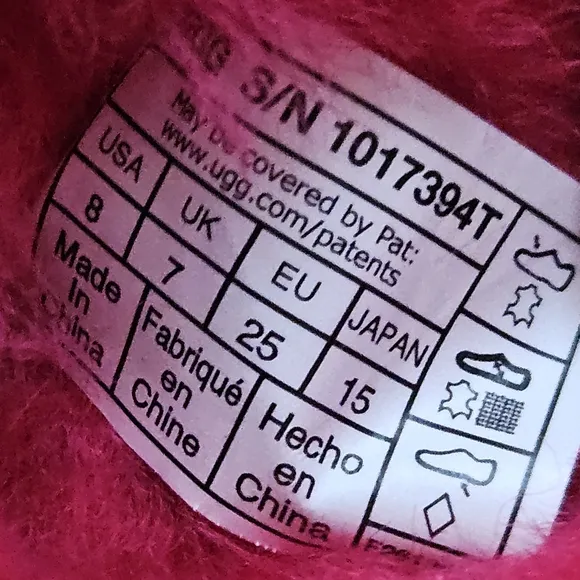 S/N 1017394T
May be covered by Pat:
www.ugg.com/patents
USA UK EU JAPAN
8 7 25 15
Made In China
Fabriqué en Chine
Hecho en China